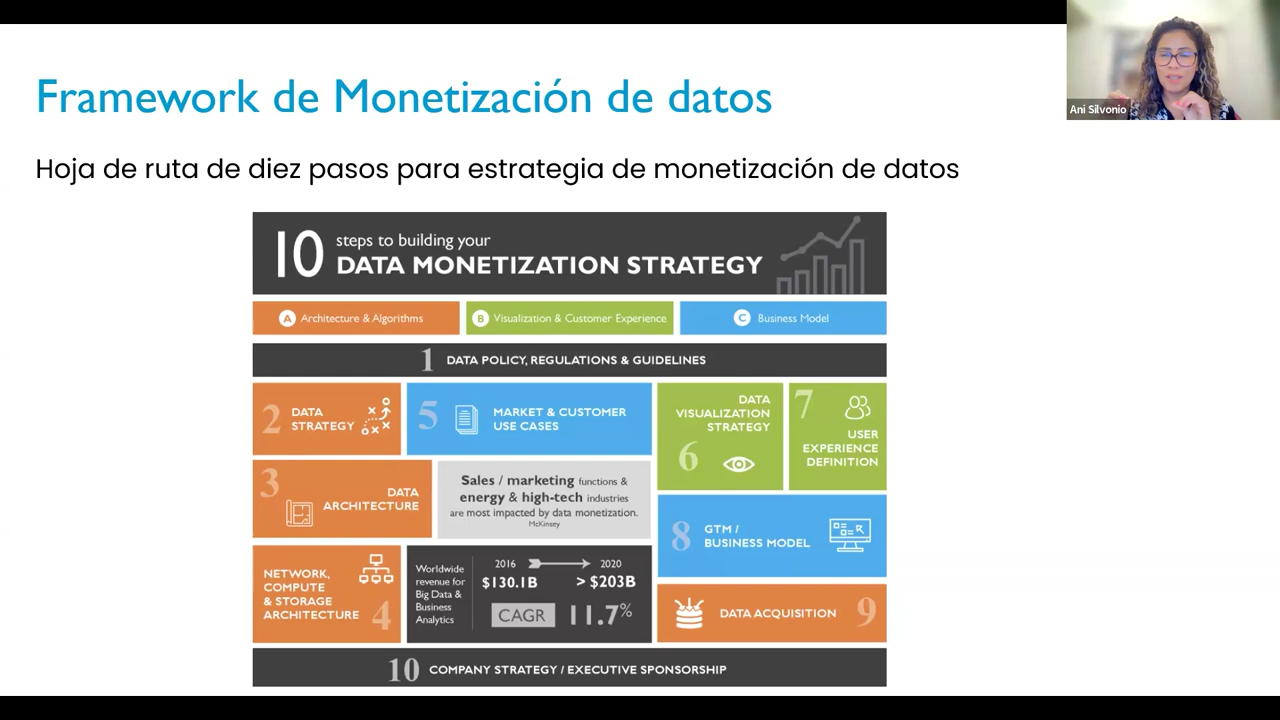 Framework de Monetización de datos
Ani Silvonio
Hoja de ruta de diez pasos para estrategia de monetización de datos
10 steps to building your
DATA MONETIZATION STRATEGY
A Architecture & Algorithms
B Visualization & Customer Experience
C Business Model
1 DATA POLICY, REGULATIONS & GUIDELINES
2 DATA
STRATEGY
5 MARKET & CUSTOMER
USE CASES
DATA
VISUALIZATION
STRATEGY
6
7
USER
EXPERIENCE
DEFINITION
3
DATA
ARCHITECTURE
Sales / marketing functions &
energy & high-tech industries
are most impacted by data monetization.
McKinsey
8 GTM /
BUSINESS MODEL
NETWORK,
COMPUTE
& STORAGE
ARCHITECTURE 4
Worldwide
revenue for
Big Data &
Business
Analytics
2016 2020
$130.1B > $203B
CAGR 11.7%
DATA ACQUISITION 9
10 COMPANY STRATEGY / EXECUTIVE SPONSORSHIP